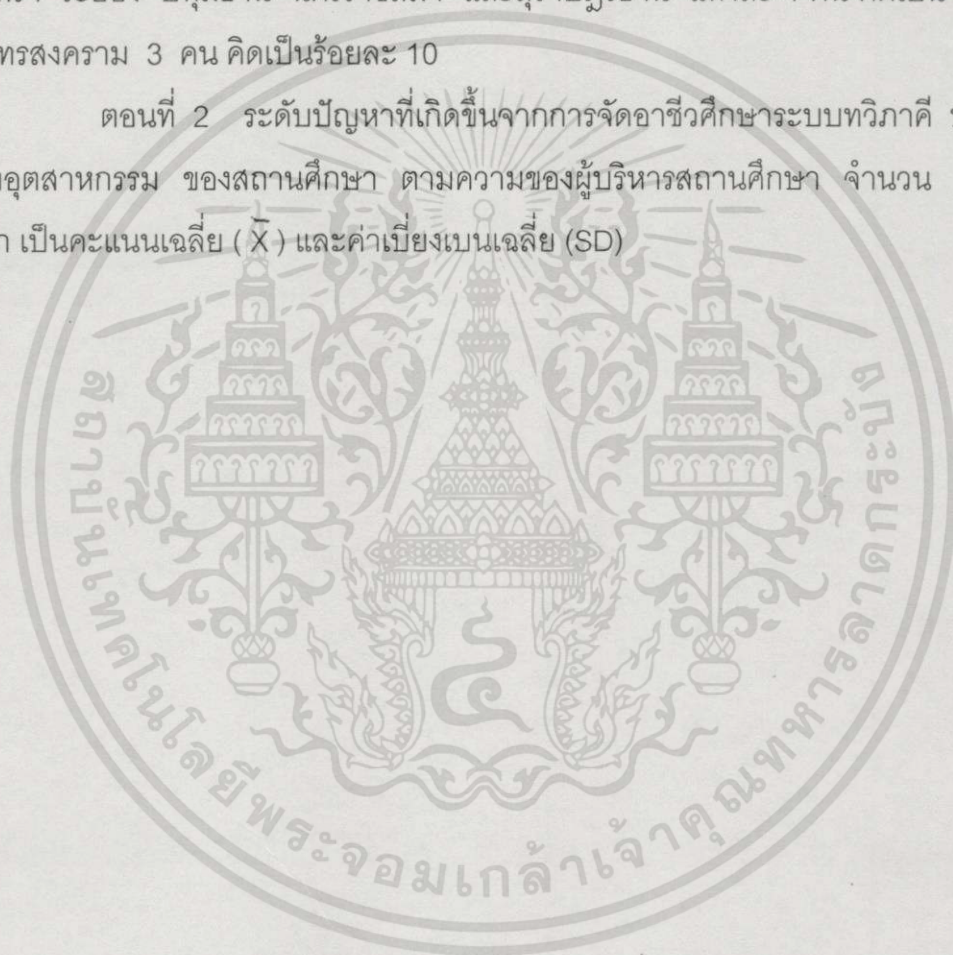 ทรสงคราม 3 คน คิดเป็นร้อยละ 10
ตอนที่ 2 ระดับปัญหาที่เกิดขึ้นจากการจัดอาชีวศึกษาระบบทวิภาคี
อุตสาหกรรม ของสถานศึกษา ตามความของผู้บริหารสถานศึกษา จำนวน
เป็นคะแนนเฉลี่ย ( X̄ ) และค่าเบี่ยงเบนเฉลี่ย (SD)
สถาบันเทคโนโลยีพระจอมเกล้าเจ้าคุณทหารลาดกระบัง